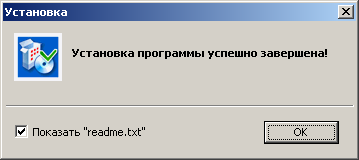 Установка
Установка программы успешно завершена!
Показать "readme.txt"
OK